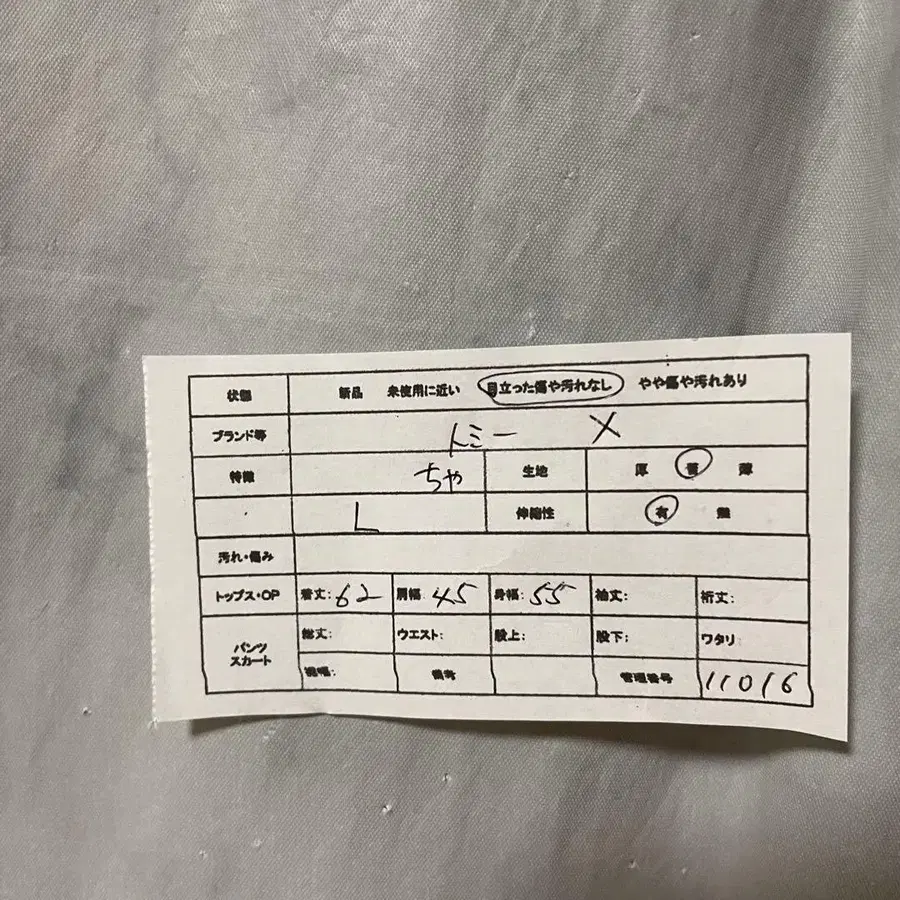 状態 新品 未使用に近い 目立った傷や汚れなし やや傷や汚れあり
ブランド等 トミー X
特徴 ちゃ 生地 厚 普 薄
L 伸縮性 有 無
汚れ・傷み
トップス・OP 着丈:62 肩幅:45 身幅:55 袖丈: 裄丈:
パンツ スカート 総丈: ウエスト: 股上: 股下: ワタリ:
裾幅: 備考 管理番号 11016